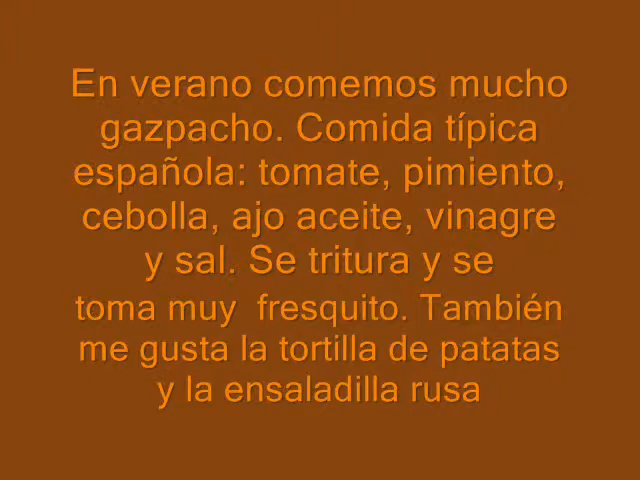 En verano comemos mucho
gazpacho. Comida típica
española: tomate, pimiento,
cebolla, ajo aceite, vinagre
y sal. Se tritura y se
toma muy  fresquito. También
me gusta la tortilla de patatas
y la ensaladilla rusa